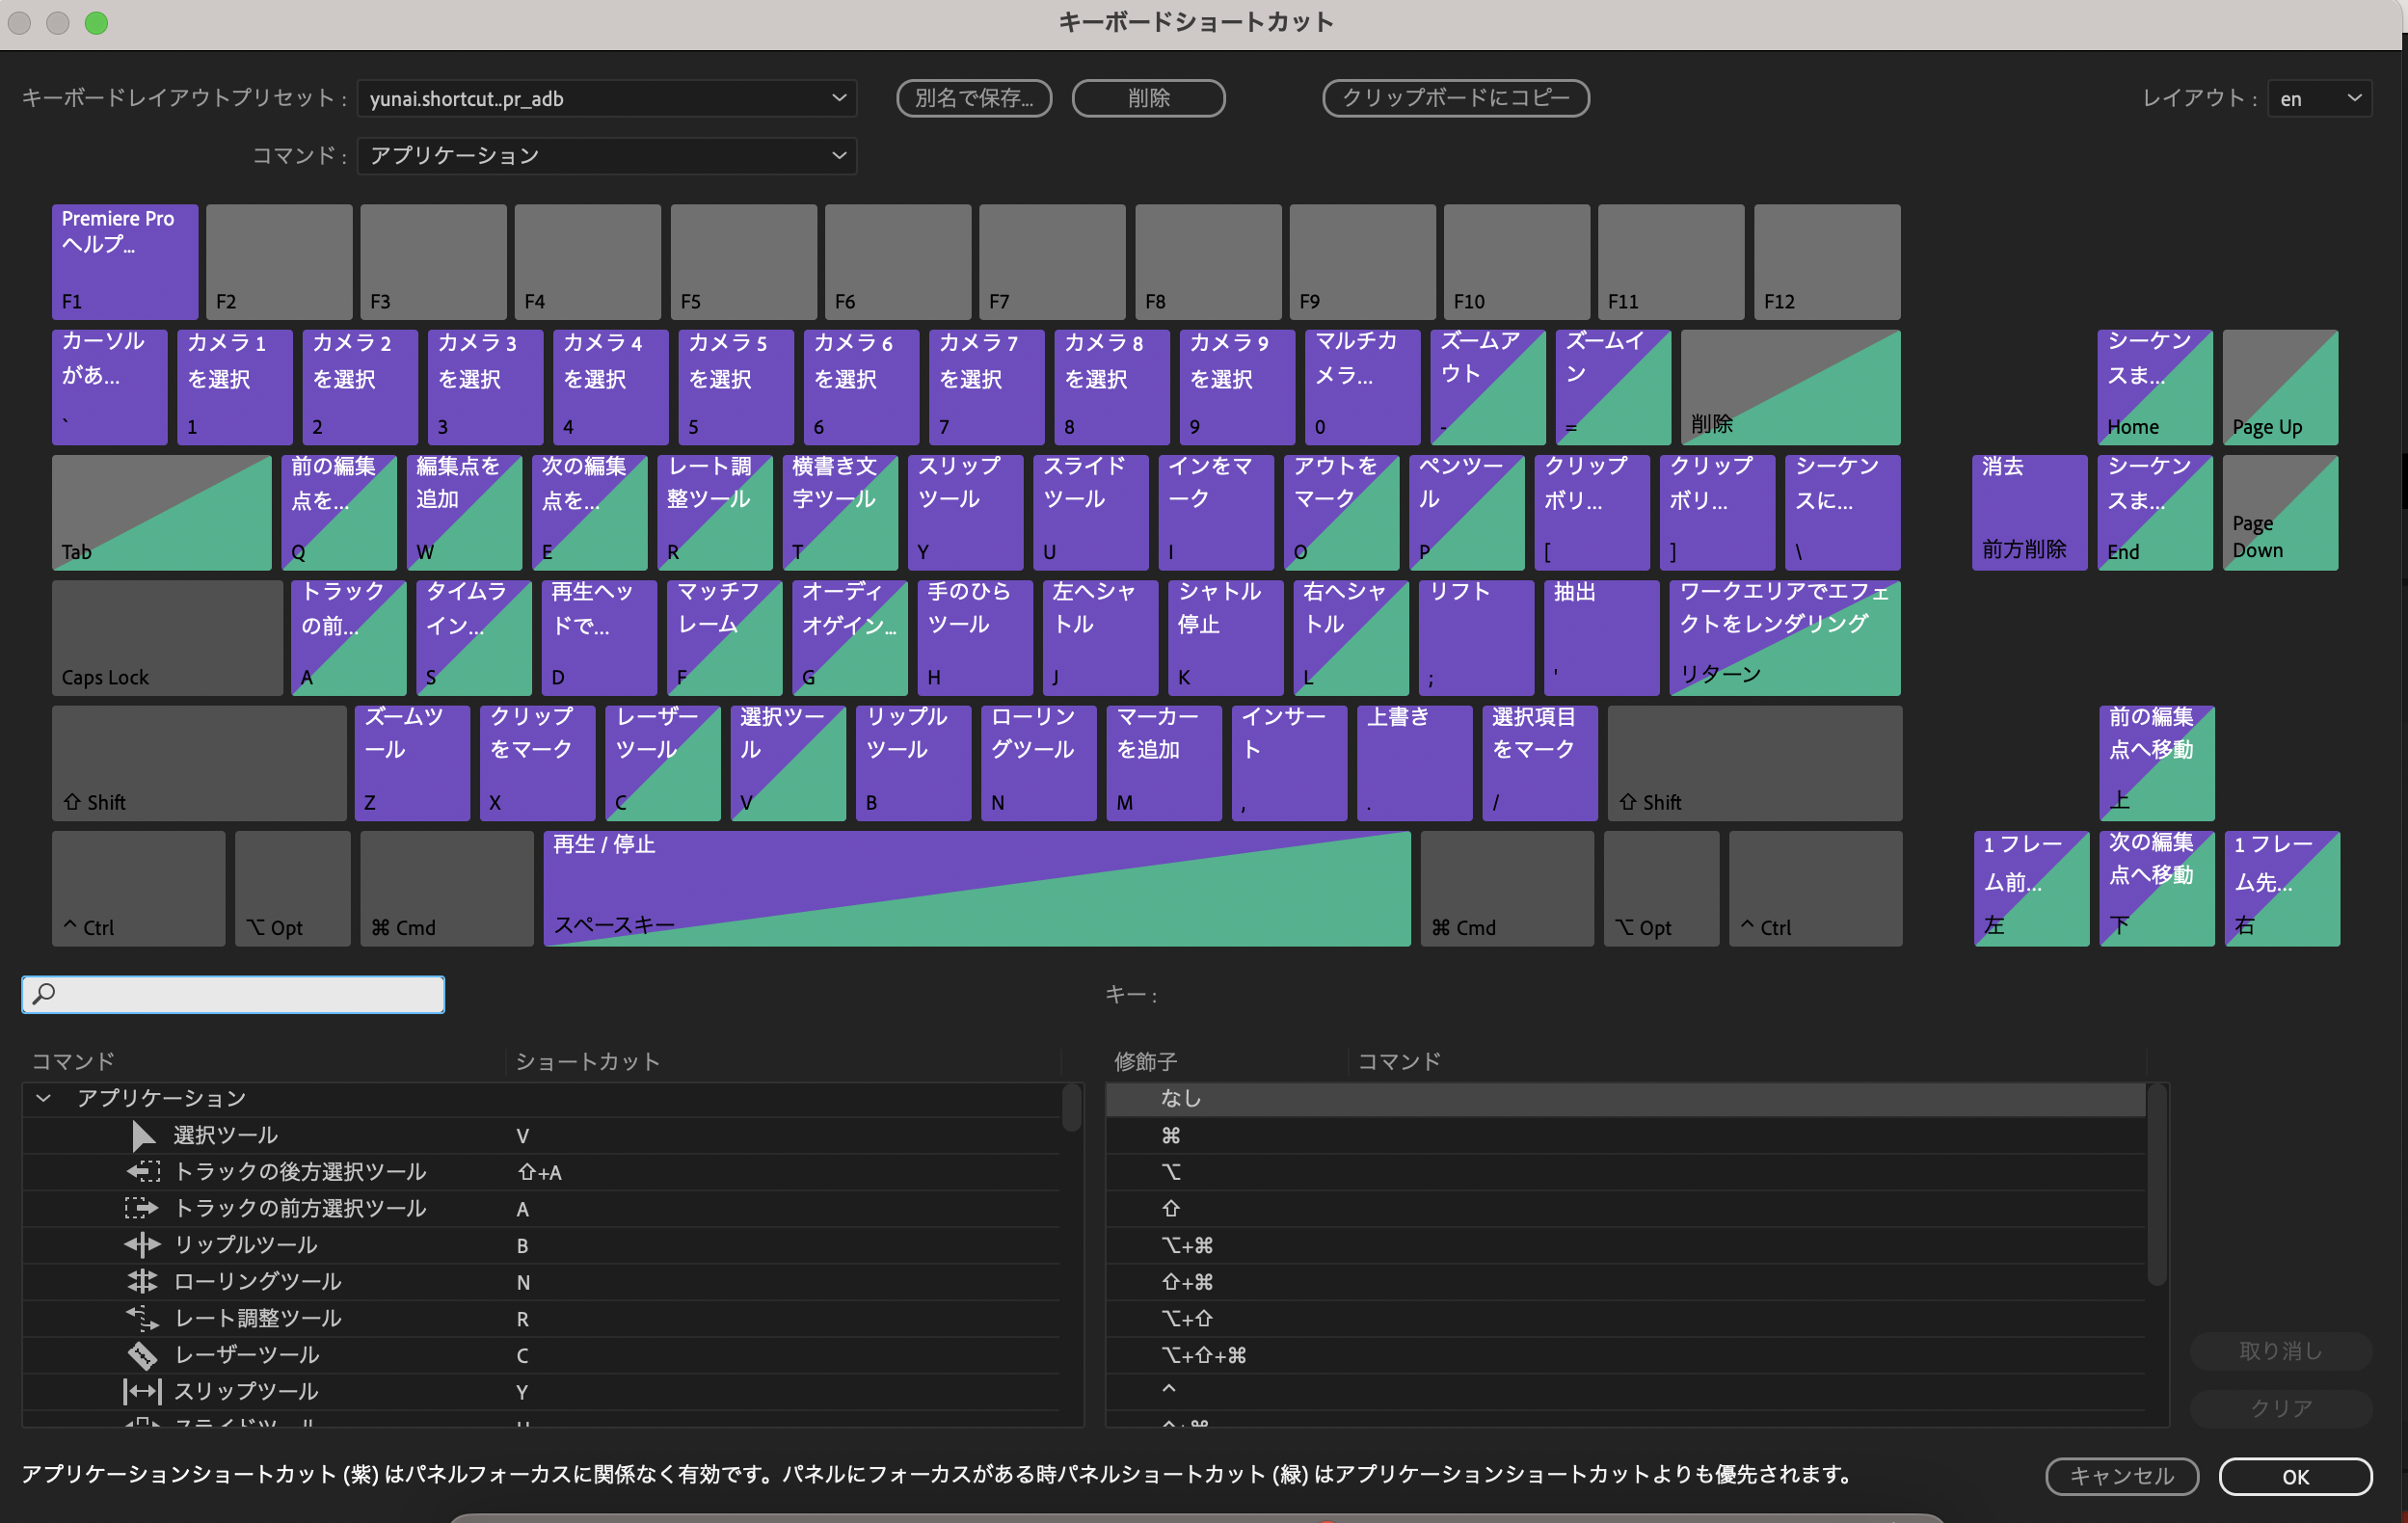 キーボードショートカット
キーボードレイアウトプリセット :
yunai.shortcut..pr_adb
別名で保存...
削除
クリップボードにコピー
レイアウト :
en
コマンド :
アプリケーション
Premiere Pro
ヘルプ...
F1
F2
F3
F4
F5
F6
F7
F8
F9
F10
F11
F12
カーソル
があ...
`
カメラ 1
を選択
1
カメラ 2
を選択
2
カメラ 3
を選択
3
カメラ 4
を選択
4
カメラ 5
を選択
5
カメラ 6
を選択
6
カメラ 7
を選択
7
カメラ 8
を選択
8
カメラ 9
を選択
9
マルチカ
メラ...
0
ズームア
ウト
-
ズームイ
ン
=
削除
シーケン
スま...
Home
Page Up
Tab
前の編集
点を...
Q
編集点を
追加
W
次の編集
点を...
E
レート調
整ツール
R
横書き文
字ツール
T
スリップ
ツール
Y
スライド
ツール
U
インをマ
ーク
I
アウトを
マーク
O
ペンツー
ル
P
クリップ
ボリ...
[
クリップ
ボリ...
]
シーケン
スに...
\
消去
前方削除
シーケン
スま...
End
Page
Down
Caps Lock
トラック
の前...
A
タイムラ
イン...
S
再生ヘッ
ドで...
D
マッチフ
レーム
F
オーディ
オゲイン...
G
手のひら
ツール
H
左へシャ
トル
J
シャトル
停止
K
右へシャ
トル
L
リフト
;
抽出
'
ワークエリアでエフェ
クトをレンダリング
リターン
⇧ Shift
ズームツ
ール
Z
クリップ
をマーク
X
レーザー
ツール
C
選択ツー
ル
V
リップル
ツール
B
ローリン
グツール
N
マーカー
を追加
M
インサー
ト
,
上書き
.
選択項目
をマーク
/
⇧ Shift
前の編集
点へ移動
上
^ Ctrl
⌥ Opt
⌘ Cmd
再生 / 停止
スペースキー
⌘ Cmd
⌥ Opt
^ Ctrl
1 フレー
ム前...
左
次の編集
点へ移動
下
1 フレー
ム先...
右
キー :
コマンド
ショートカット
アプリケーション
選択ツール
V
トラックの後方選択ツール
⇧+A
トラックの前方選択ツール
A
リップルツール
B
ローリングツール
N
レート調整ツール
R
レーザーツール
C
スリップツール
Y
スライドツール
U
修飾子
コマンド
なし
⌘
⌥
⇧
⌥+⌘
⇧+⌘
⌥+⇧
⌥+⇧+⌘
^
^+⌘
取り消し
クリア
アプリケーションショートカット (紫) はパネルフォーカスに関係なく有効です。パネルにフォーカスがある時パネルショートカット (緑) はアプリケーションショートカットよりも優先されます。
キャンセル
OK